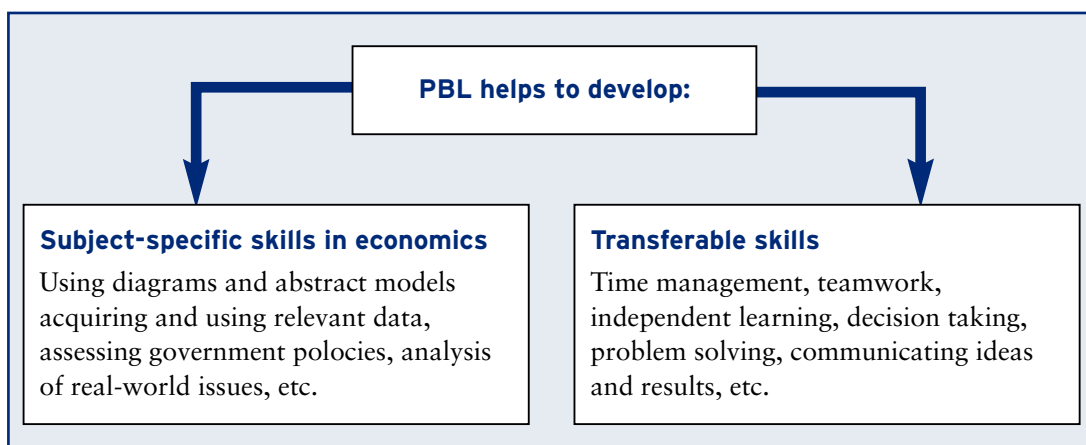 PBL helps to develop:
Subject-specific skills in economics
Using diagrams and abstract models
acquiring and using relevant data,
assessing government polocies, analysis
of real-world issues, etc.
Transferable skills
Time management, teamwork,
independent learning, decision taking,
problem solving, communicating ideas
and results, etc.